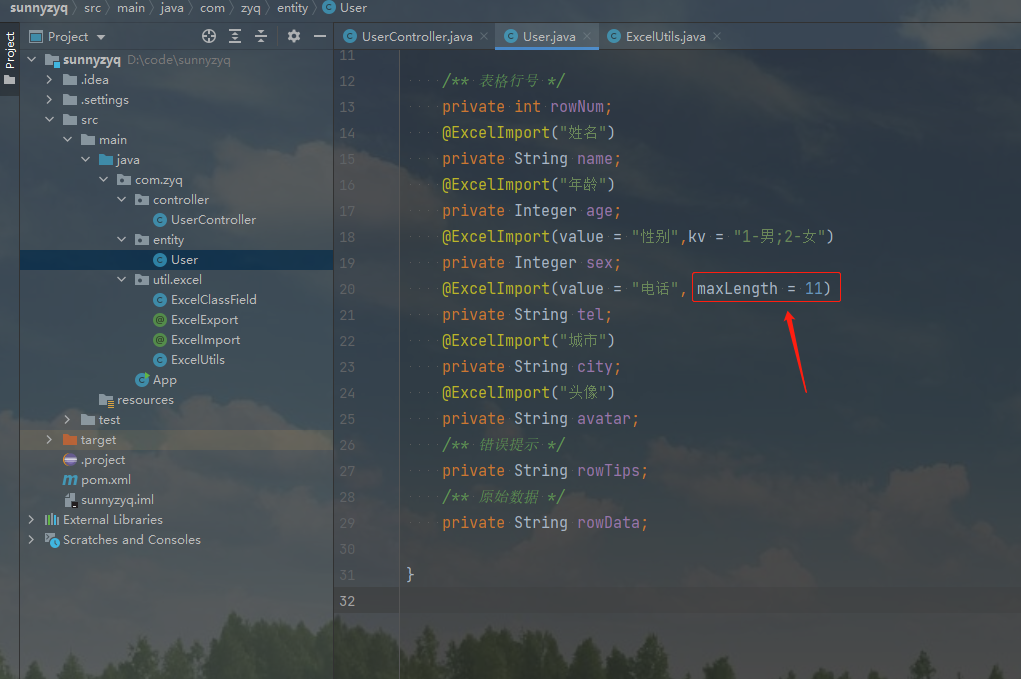 sunnyzyq src main java com zyq entity User
Project
Project
UserController.java
User.java
ExcelUtils.java
sunnyzyq D:\code\sunnyzyq
.idea
.settings
src
main
java
com.zyq
controller
UserController
entity
User
util.excel
ExcelClassField
ExcelExport
ExcelImport
ExcelUtils
App
resources
test
target
.project
pom.xml
sunnyzyq.iml
External Libraries
Scratches and Consoles
11
12 /** 表格行号 */
13 private int rowNum;
14 @ExcelImport("姓名")
15 private String name;
16 @ExcelImport("年龄")
17 private Integer age;
18 @ExcelImport(value = "性别",kv = "1-男;2-女")
19 private Integer sex;
20 @ExcelImport(value = "电话", maxLength = 11)
21 private String tel;
22 @ExcelImport("城市")
23 private String city;
24 @ExcelImport("头像")
25 private String avatar;
26 /** 错误提示 */
27 private String rowTips;
28 /** 原始数据 */
29 private String rowData;
30
31 }
32